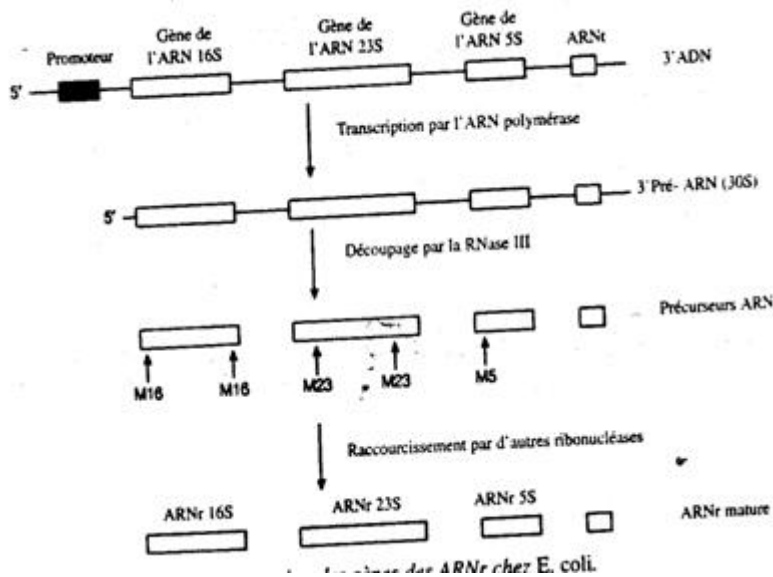 Gène de
l'ARN 16S
Gène de
l'ARN 23S
Gène de
l'ARN 5S
ARNt
Promoteur
5'
3'ADN
Transcription par l'ARN polymérase
5'
3'Pré- ARN (30S)
Découpage par la RNase III
Précurseurs ARN
M16
M16
M23
M23
M5
Raccourcissement par d'autres ribonucléases
ARNr 16S
ARNr 23S
ARNr 5S
ARNr mature
gènes des ARNr chez E. coli.